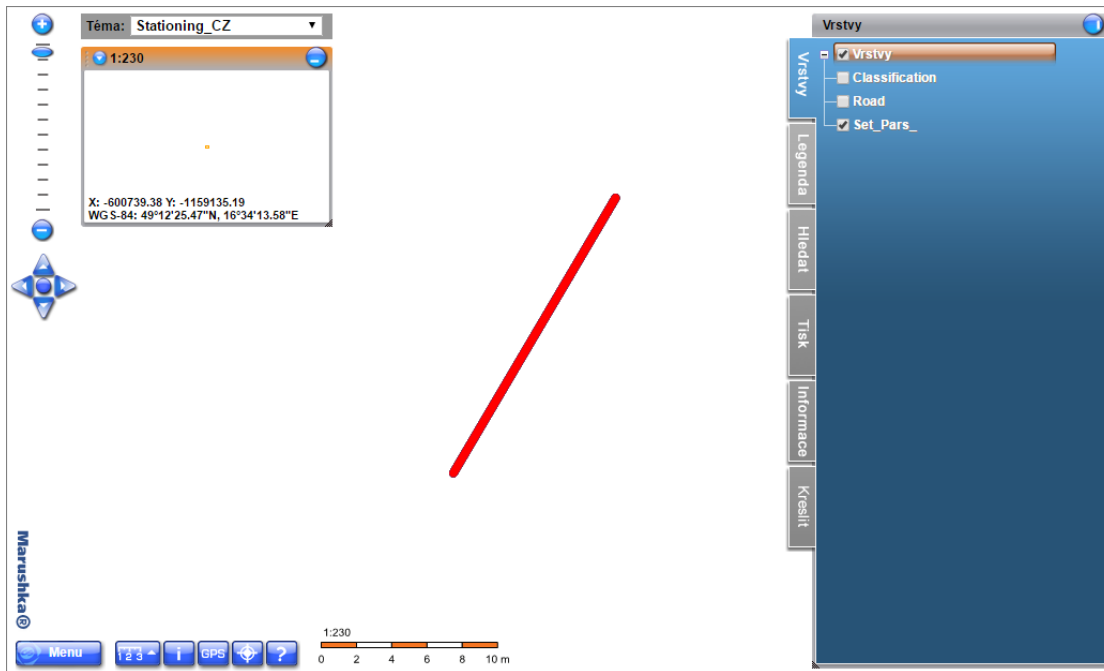 Téma: Stationing_CZ
1:230
X: -600739.38 Y: -1159135.19
WGS-84: 49°12'25.47"N, 16°34'13.58"E
Vrstvy
Vrstvy
Classification
Road
Set_Pars_
Vrstvy
Legenda
Hledat
Tisk
Informace
Kreslit
Marushka®
Menu
1 2 3
i
GPS
?
1:230
0 2 4 6 8 10 m